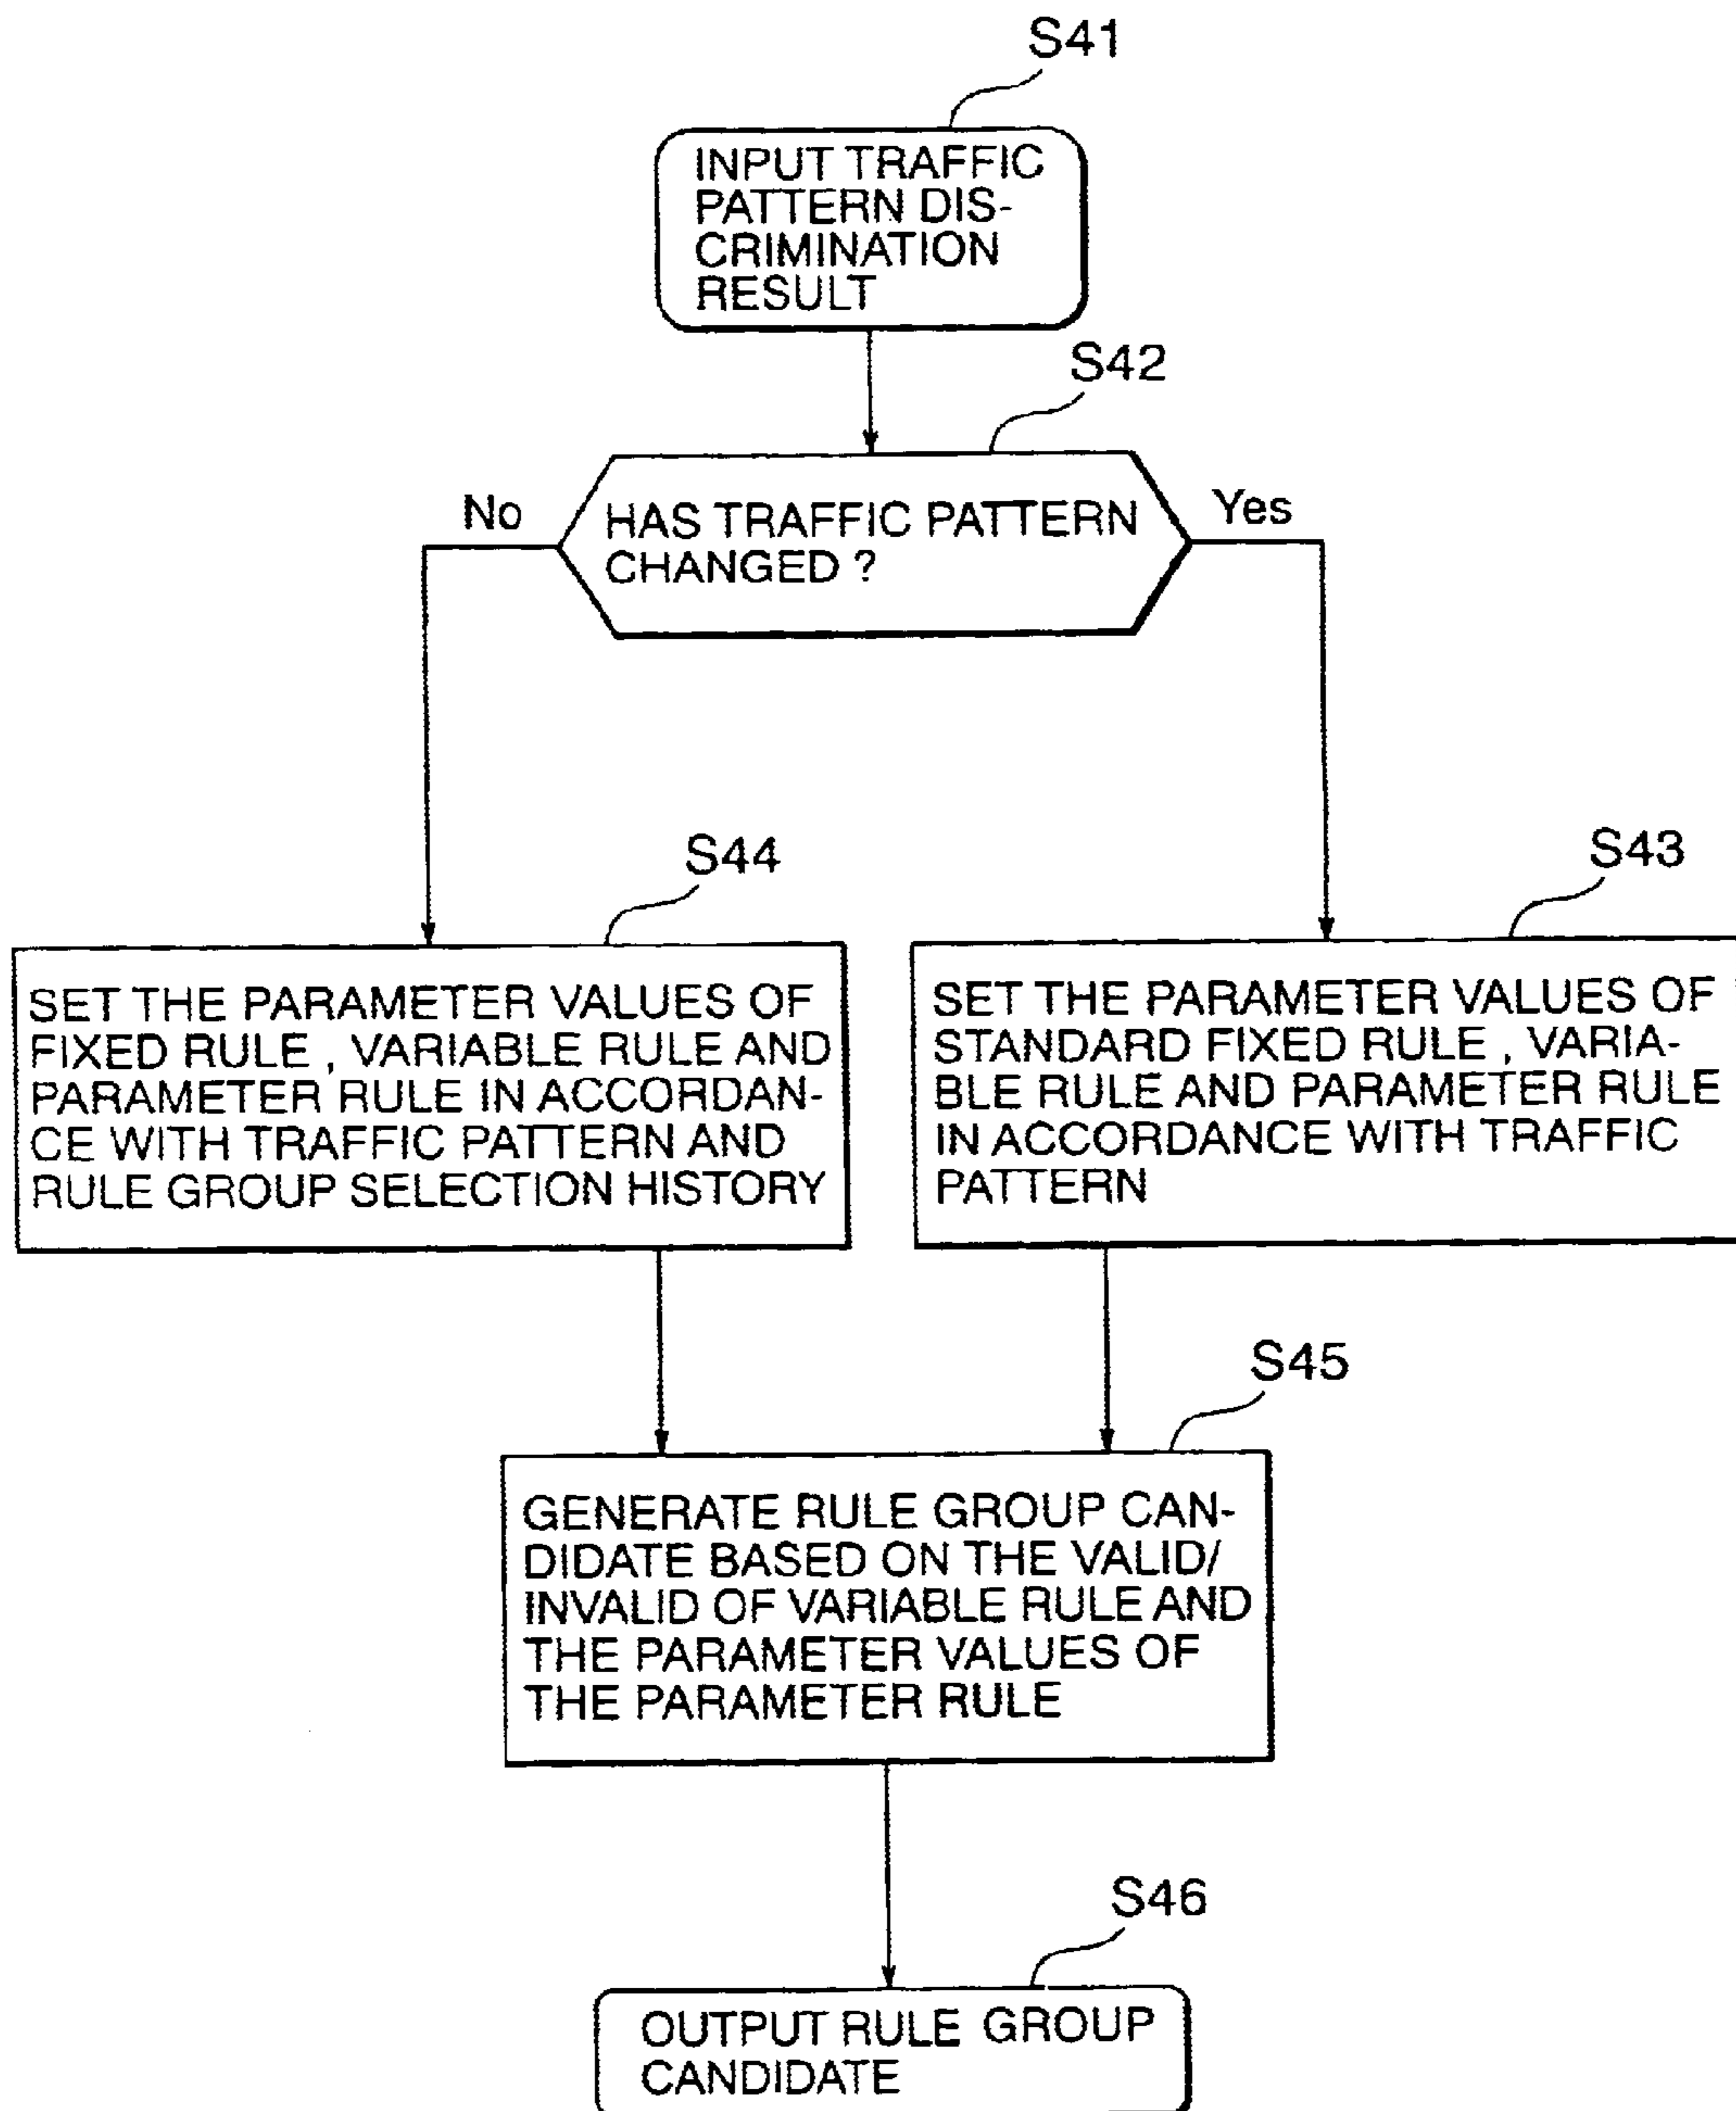 S41
INPUT TRAFFIC
PATTERN DIS-
CRIMINATION
RESULT
S42
No
HAS TRAFFIC PATTERN
CHANGED ?
Yes
S44
SET THE PARAMETER VALUES OF
FIXED RULE , VARIABLE RULE AND
PARAMETER RULE IN ACCORDAN-
CE WITH TRAFFIC PATTERN AND
RULE GROUP SELECTION HISTORY
S43
SET THE PARAMETER VALUES OF
STANDARD FIXED RULE , VARIA-
BLE RULE AND PARAMETER RULE
IN ACCORDANCE WITH TRAFFIC
PATTERN
S45
GENERATE RULE GROUP CAN-
DIDATE BASED ON THE VALID/
INVALID OF VARIABLE RULE AND
THE PARAMETER VALUES OF
THE PARAMETER RULE
S46
OUTPUT RULE GROUP
CANDIDATE